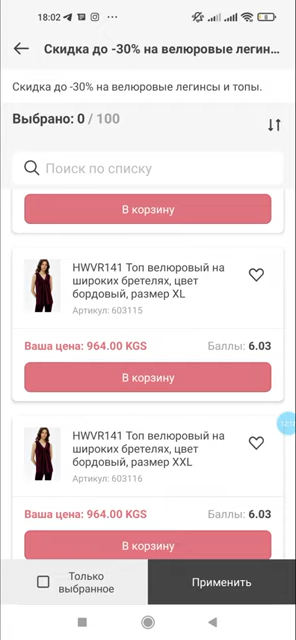 18:02
Скидка до -30% на велюровые легин...
Скидка до -30% на велюровые легинсы и топы.
Выбрано: 0 / 100
Поиск по списку
В корзину
HWVR141 Топ велюровый на
широких бретелях, цвет
бордовый, размер XL
Артикул: 603115
Ваша цена: 964.00 KGS
Баллы: 6.03
В корзину
HWVR141 Топ велюровый на
широких бретелях, цвет
бордовый, размер XXL
Артикул: 603116
Ваша цена: 964.00 KGS
Баллы: 6.03
В корзину
Только
выбранное
Применить